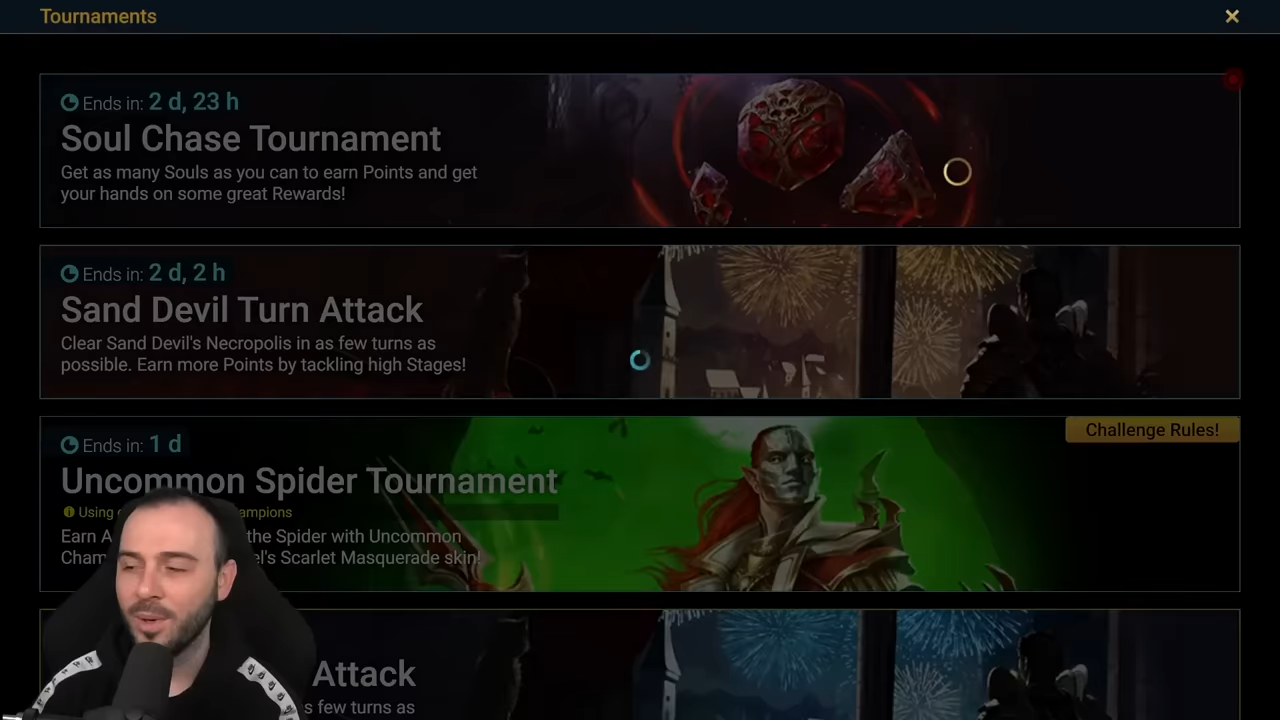 Tournaments
Ends in: 2 d, 23 h
Soul Chase Tournament
Get as many Souls as you can to earn Points and get
your hands on some great Rewards!
Ends in: 2 d, 2 h
Sand Devil Turn Attack
Clear Sand Devil's Necropolis in as few turns as
possible. Earn more Points by tackling high Stages!
Challenge Rules!
Ends in: 1 d
Uncommon Spider Tournament
Using
Earn the Spider with Uncommon
el's Scarlet Masquerade skin!
Attack
s few turns as